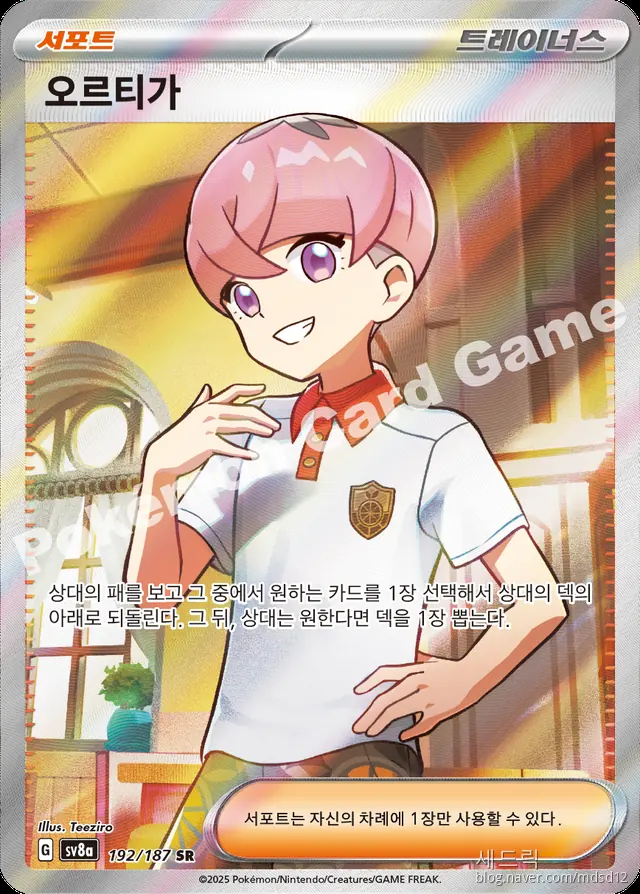 서포트
트레이너스
오르티가
Pokémon Card Game
상대의 패를 보고 그 중에서 원하는 카드를 1장 선택해서 상대의 덱의
아래로 되돌린다. 그 뒤, 상대는 원한다면 덱을 1장 뽑는다.
서포트는 자신의 차례에 1장만 사용할 수 있다.
Illus. Teeziro
G sv8a 192/187 SR
세드릭
blog.naver.com/mdsd12
©2025 Pokémon/Nintendo/Creatures/GAME FREAK.